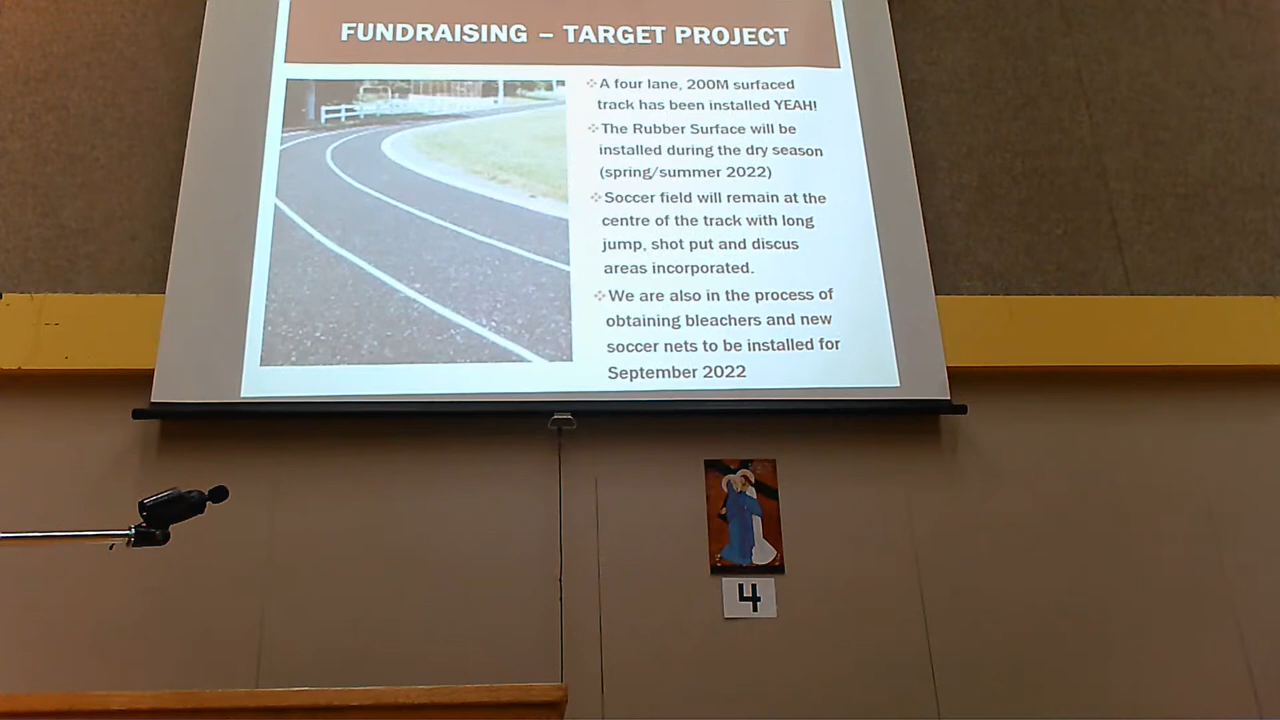 FUNDRAISING – TARGET PROJECT
A four lane, 200M surfaced
track has been installed YEAH!
The Rubber Surface will be
installed during the dry season
(spring/summer 2022)
Soccer field will remain at the
centre of the track with long
jump, shot put and discus
areas incorporated.
We are also in the process of
obtaining bleachers and new
soccer nets to be installed for
September 2022
4